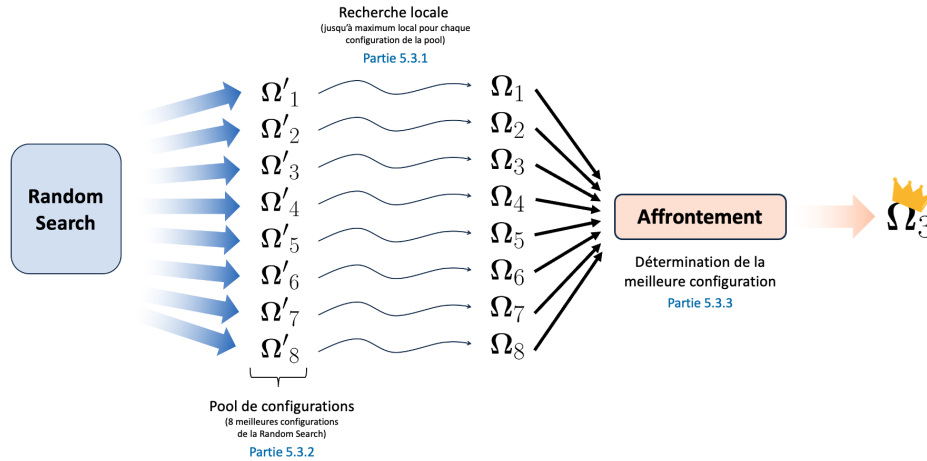 Recherche locale
(jusqu'à maximum local pour chaque
configuration de la pool)
Partie 5.3.1
Random
Search
Ω′₁
Ω′₂
Ω′₃
Ω′₄
Ω′₅
Ω′₆
Ω′₇
Ω′₈
Ω₁
Ω₂
Ω₃
Ω₄
Ω₅
Ω₆
Ω₇
Ω₈
Affrontement
Détermination de la
meilleure configuration
Partie 5.3.3
Ω₃
Pool de configurations
(8 meilleures configurations
de la Random Search)
Partie 5.3.2